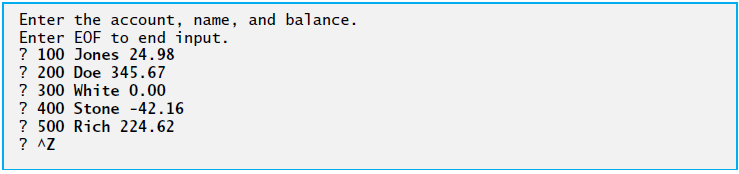 Enter the account, name, and balance.
Enter EOF to end input.
? 100 Jones 24.98
? 200 Doe 345.67
? 300 White 0.00
? 400 Stone -42.16
? 500 Rich 224.62
? ^Z